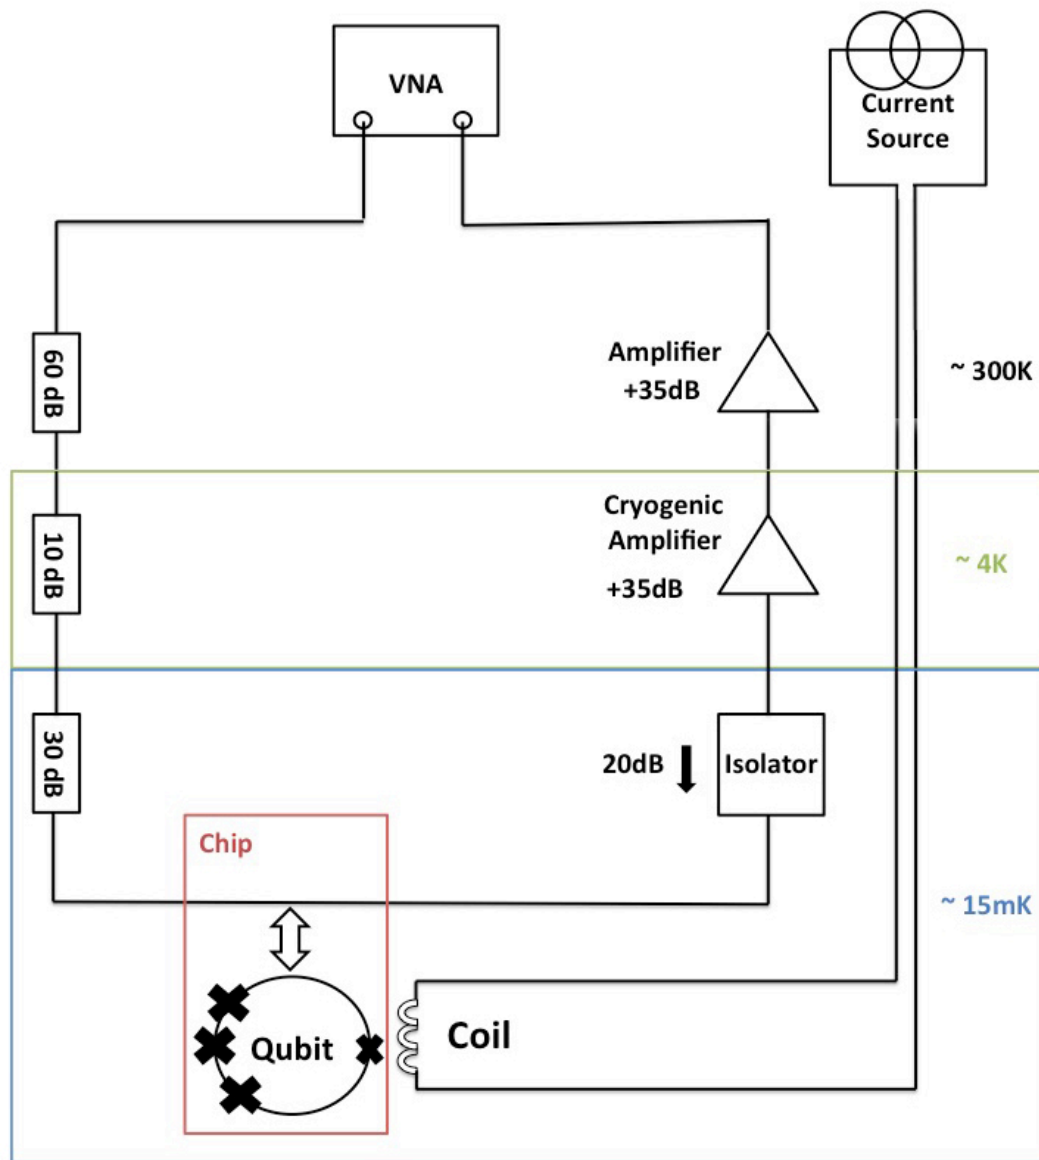 VNA
Current
Source
60 dB
Amplifier
+35dB
~ 300K
10 dB
Cryogenic
Amplifier
+35dB
~ 4K
30 dB
20dB
Isolator
Chip
~ 15mK
Qubit
Coil